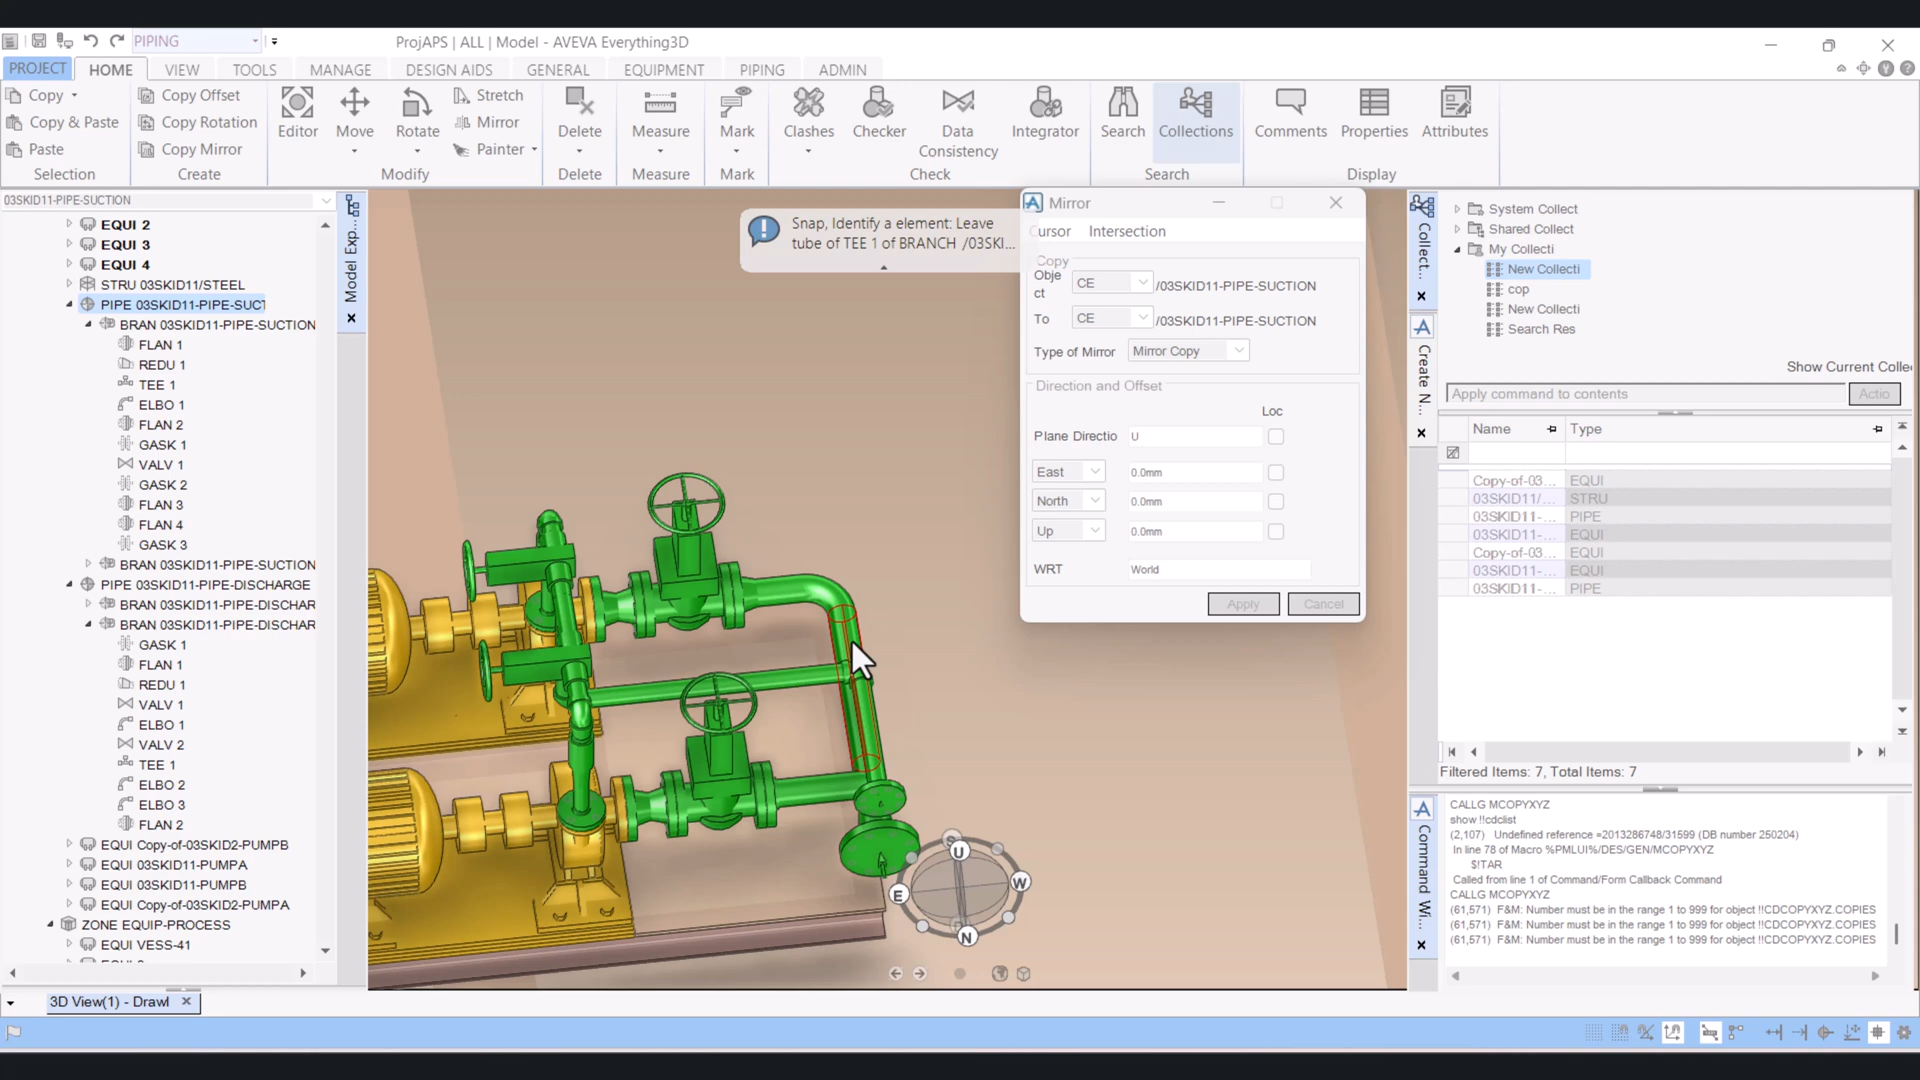 PIPING
ProjAPS | ALL | Model - AVEVA Everything3D
PROJECT
HOME
VIEW
TOOLS
MANAGE
DESIGN AIDS
GENERAL
EQUIPMENT
PIPING
ADMIN
Copy
Copy & Paste
Paste
Selection
Copy Offset
Copy Rotation
Copy Mirror
Create
Editor
Move
Rotate
Stretch
Mirror
Painter
Modify
Delete
Delete
Measure
Measure
Mark
Mark
Clashes
Checker
Data
Consistency
Integrator
Check
Search
Collections
Search
Comments
Properties
Attributes
Display
03SKID11-PIPE-SUCTION
EQUI 2
EQUI 3
EQUI 4
STRU 03SKID11/STEEL
PIPE 03SKID11-PIPE-SUCT
BRAN 03SKID11-PIPE-SUCTION
FLAN 1
REDU 1
TEE 1
ELBO 1
FLAN 2
GASK 1
VALV 1
GASK 2
FLAN 3
FLAN 4
GASK 3
BRAN 03SKID11-PIPE-SUCTION
PIPE 03SKID11-PIPE-DISCHARGE
BRAN 03SKID11-PIPE-DISCHAR
BRAN 03SKID11-PIPE-DISCHAR
GASK 1
FLAN 1
REDU 1
VALV 1
ELBO 1
VALV 2
TEE 1
ELBO 2
ELBO 3
FLAN 2
EQUI Copy-of-03SKID2-PUMPB
EQUI 03SKID11-PUMPA
EQUI 03SKID11-PUMPB
EQUI Copy-of-03SKID2-PUMPA
ZONE EQUIP-PROCESS
EQUI VESS-41
Model Exp...
3D View(1) - Drawl
Snap, Identify a element: Leave
tube of TEE 1 of BRANCH /03SKI...
U
E
W
N
Mirror
Cursor
Intersection
Copy
Obje
ct
CE
/03SKID11-PIPE-SUCTION
To
CE
/03SKID11-PIPE-SUCTION
Type of Mirror
Mirror Copy
Direction and Offset
Loc
Plane Directio
U
East
0.0mm
North
0.0mm
Up
0.0mm
WRT
World
Apply
Cancel
Collect...
Create N...
Command Wi...
System Collect
Shared Collect
My Collecti
New Collecti
cop
New Collecti
Search Res
Show Current Colle
Apply command to contents
Actio
Name
Type
Copy-of-03...
EQUI
03SKID11/...
STRU
03SKID11-...
PIPE
03SKID11-...
EQUI
Copy-of-03...
EQUI
03SKID11-...
EQUI
03SKID11-...
PIPE
Filtered Items: 7, Total Items: 7
CALLG MCOPYXYZ
show !!cdclist
(2,107) Undefined reference =2013286748/31599 (DB number 250204)
In line 78 of Macro %PMLUI%/DES/GEN/MCOPYXYZ
$!TAR
Called from line 1 of Command/Form Callback Command
CALLG MCOPYXYZ
(61,571) F&M: Number must be in the range 1 to 999 for object !!CDCOPYXYZ.COPIES
(61,571) F&M: Number must be in the range 1 to 999 for object !!CDCOPYXYZ.COPIES
(61,571) F&M: Number must be in the range 1 to 999 for object !!CDCOPYXYZ.COPIES